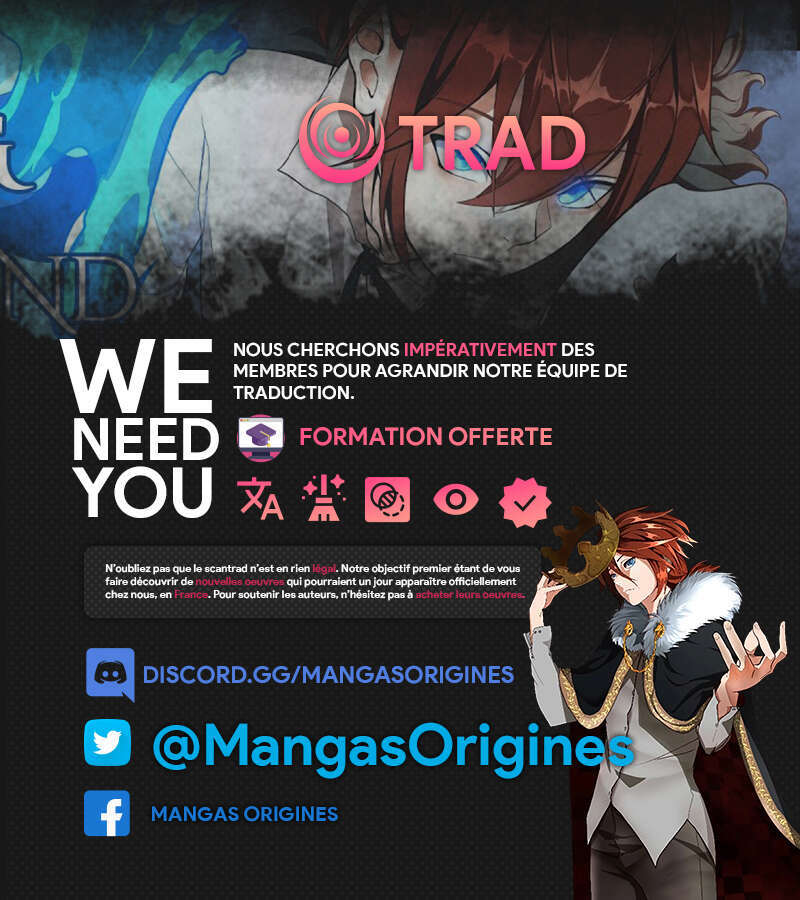 TRAD
ND
WE
NEED
YOU
NOUS CHERCHONS IMPÉRATIVEMENT DES
MEMBRES POUR AGRANDIR NOTRE ÉQUIPE DE
TRADUCTION.
FORMATION OFFERTE
文A
N'oubliez pas que le scantrad n'est en rien légal. Notre objectif premier étant de vous
faire découvrir de nouvelles oeuvres qui pourraient un jour apparaître officiellement
chez nous, en France. Pour soutenir les auteurs, n'hésitez pas à acheter leurs oeuvres.
DISCORD.GG/MANGASORIGINES
@MangasOrigines
MANGAS ORIGINES